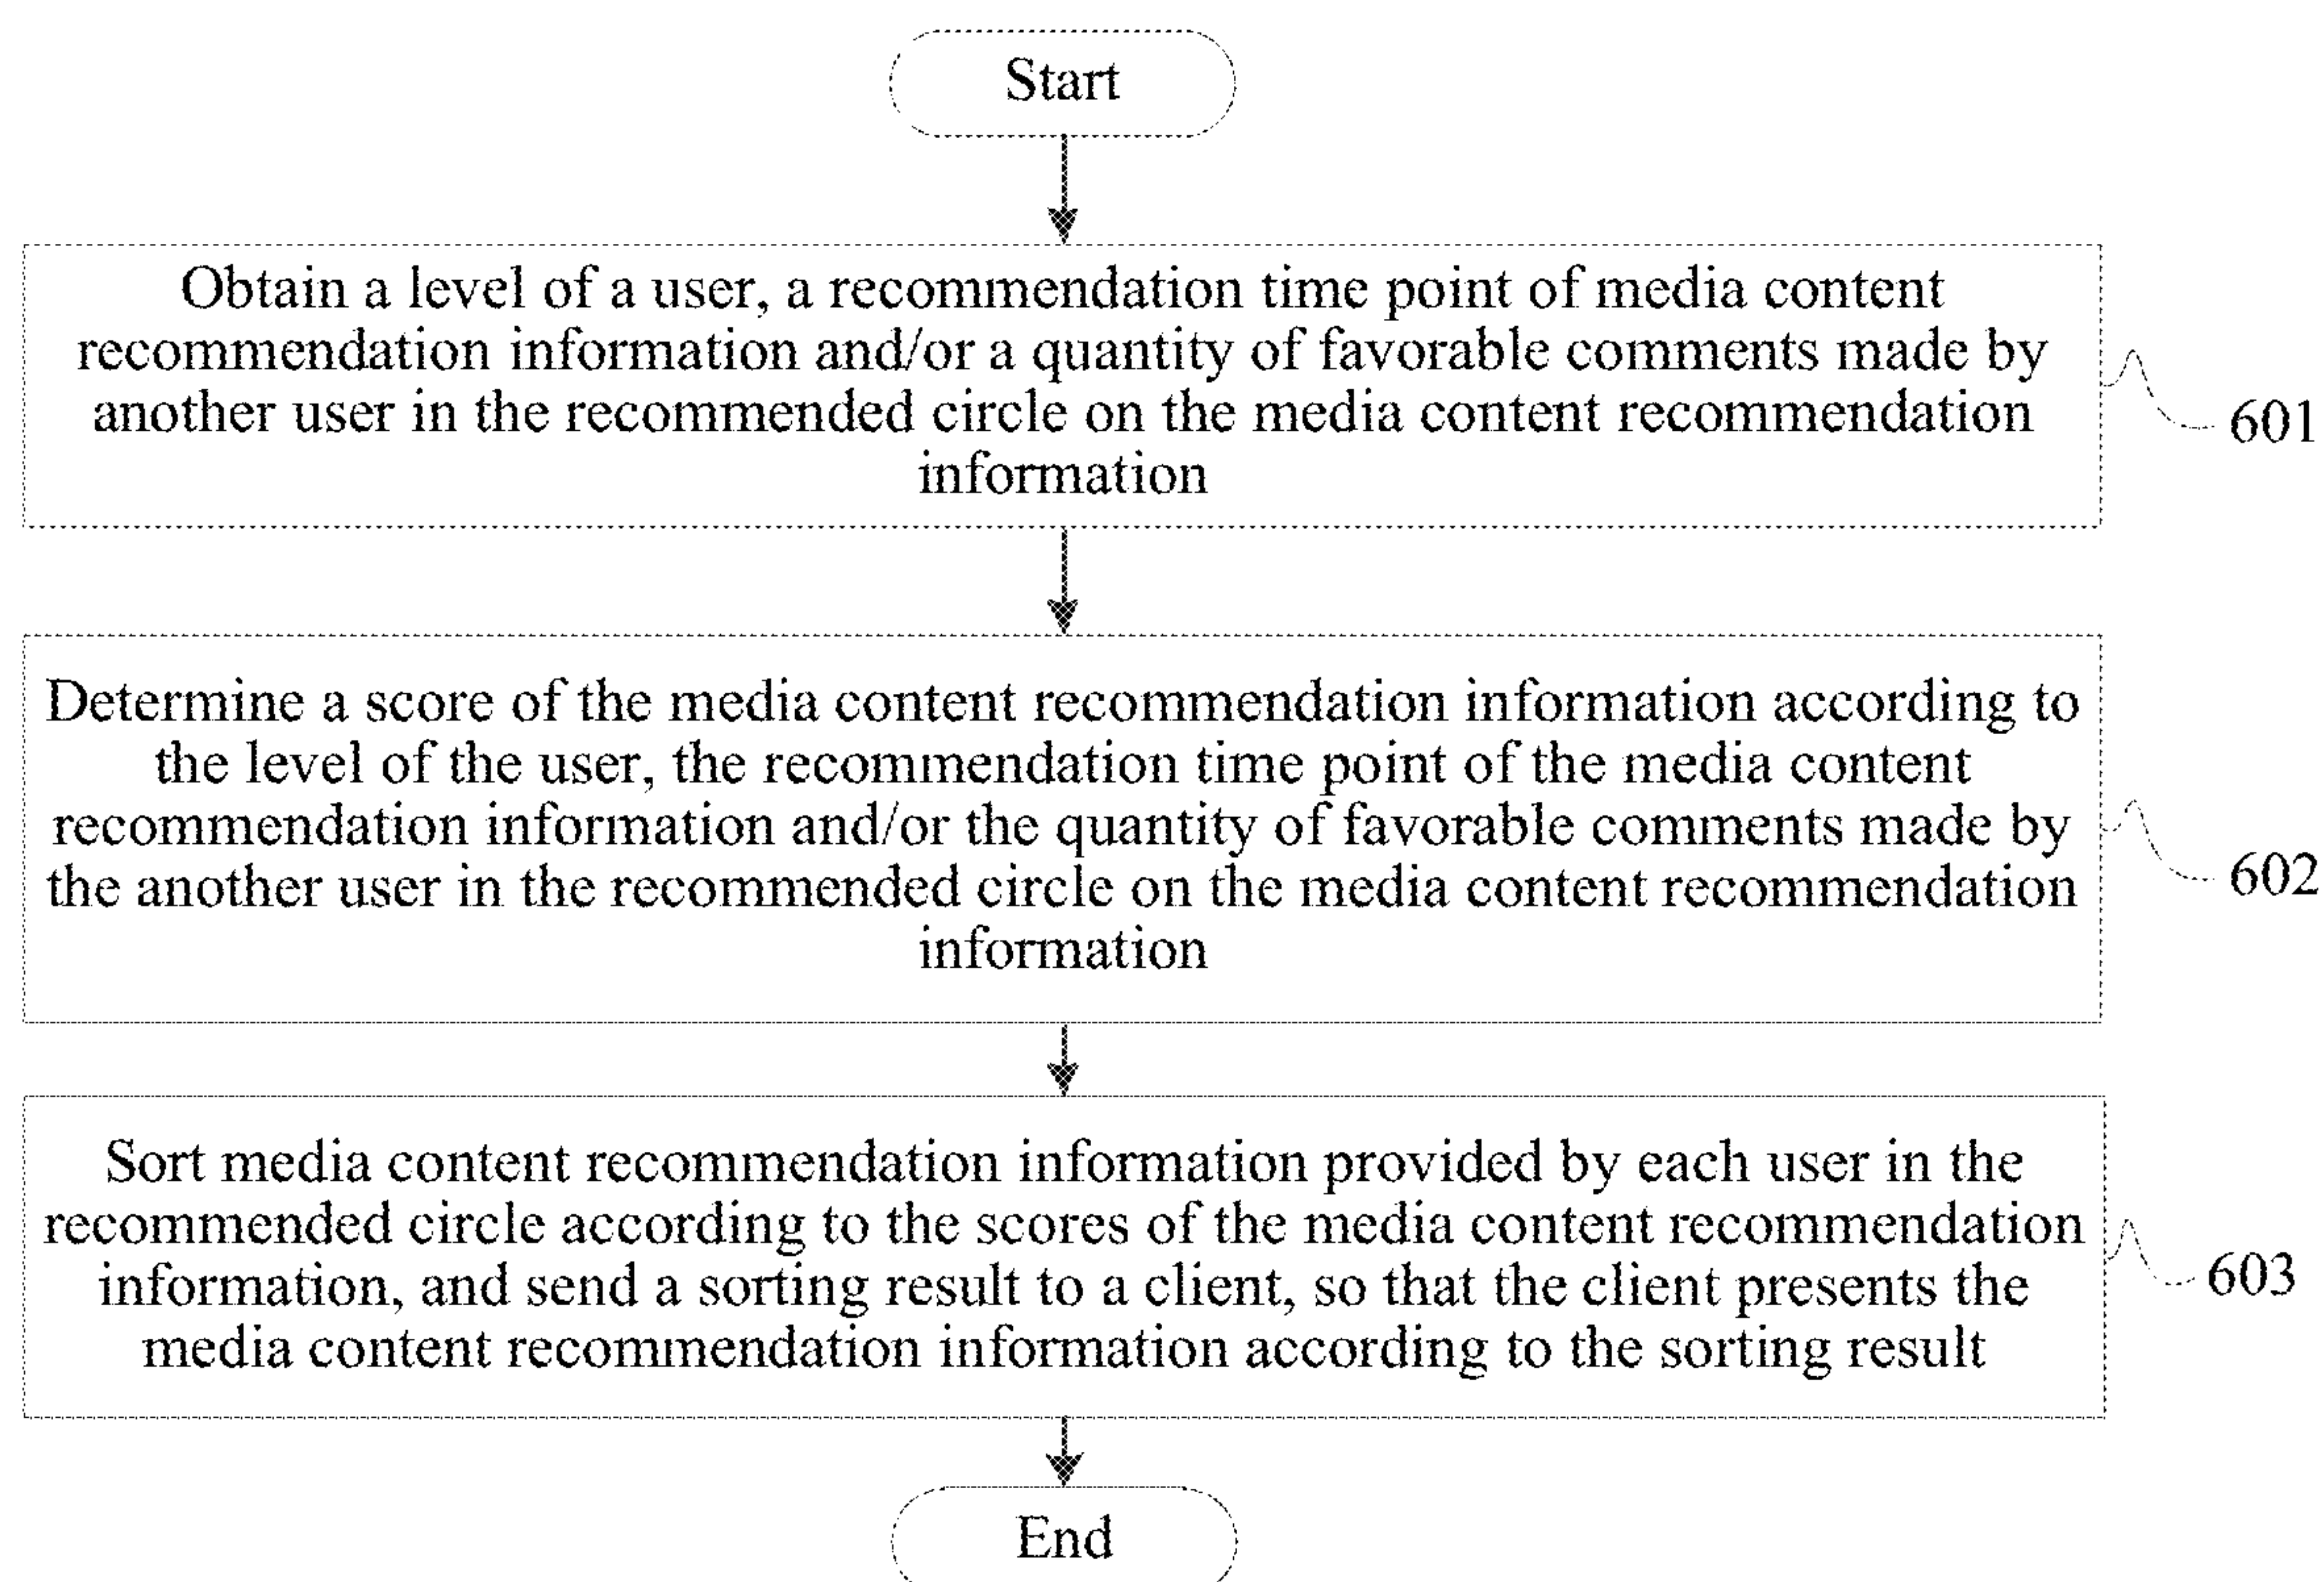 Start
Obtain a level of a user, a recommendation time point of media content
recommendation information and/or a quantity of favorable comments made by
another user in the recommended circle on the media content recommendation
information
601
Determine a score of the media content recommendation information according to
the level of the user, the recommendation time point of the media content
recommendation information and/or the quantity of favorable comments made by
the another user in the recommended circle on the media content recommendation
information
602
Sort media content recommendation information provided by each user in the
recommended circle according to the scores of the media content recommendation
information, and send a sorting result to a client, so that the client presents the
media content recommendation information according to the sorting result
603
End